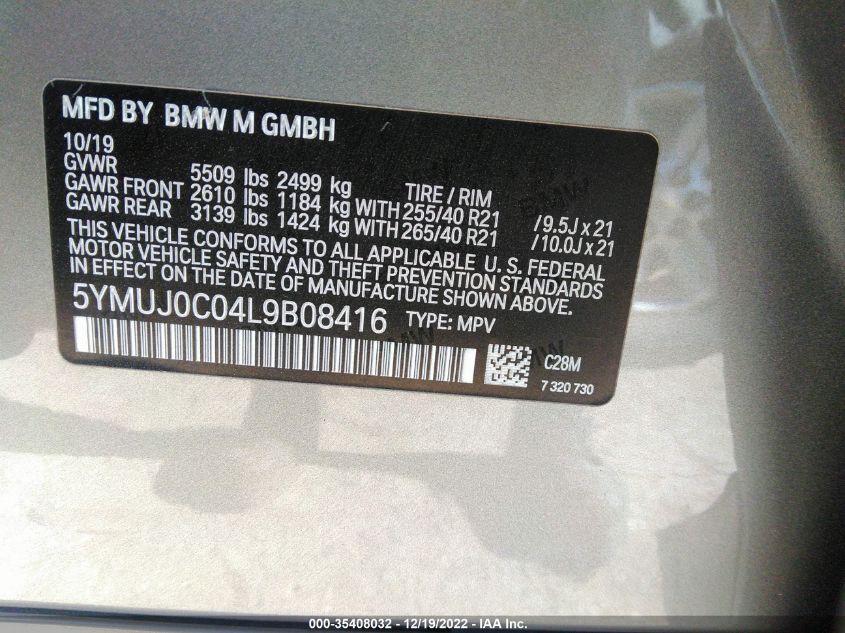 MFD BY BMW M GMBH
10/19
GVWR 5509 lbs 2499 kg TIRE / RIM
GAWR FRONT 2610 lbs 1184 kg WITH 255/40 R21 /9.5J x 21
GAWR REAR 3139 lbs 1424 kg WITH 265/40 R21 /10.0J x 21
THIS VEHICLE CONFORMS TO ALL APPLICABLE U. S. FEDERAL
MOTOR VEHICLE SAFETY AND THEFT PREVENTION STANDARDS
IN EFFECT ON THE DATE OF MANUFACTURE SHOWN ABOVE.
5YMUJ0C04L9B08416 TYPE: MPV
C28M
7 320 730
BMW
BMW
BMW
000-35408032 - 12/19/2022 - IAA Inc.